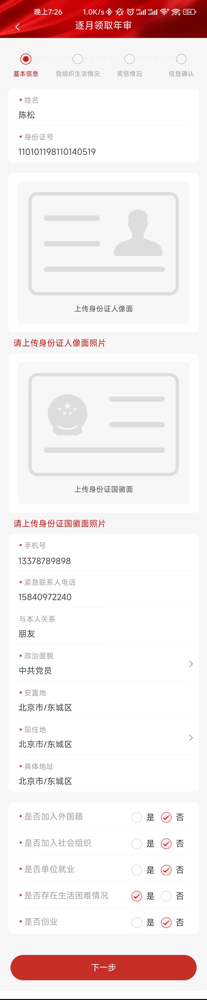 晚上7:26 1.0K/s HD HD 34
逐月领取年审
基本信息 党组织生活情况 奖惩情况 信息确认
* 姓名
陈松
* 身份证号
110101198110140519
上传身份证人像面
请上传身份证人像面照片
上传身份证国徽面
请上传身份证国徽面照片
* 手机号
13378789898
* 紧急联系人电话
15840972240
与本人关系
朋友
* 政治面貌
中共党员
* 安置地
北京市/东城区
* 现住地
北京市/东城区
* 具体地址
北京市/东城区
* 是否加入外国籍 是 否
* 是否加入社会组织 是 否
* 是否单位就业 是 否
* 是否存在生活困难情况 是 否
* 是否创业 是 否
下一步